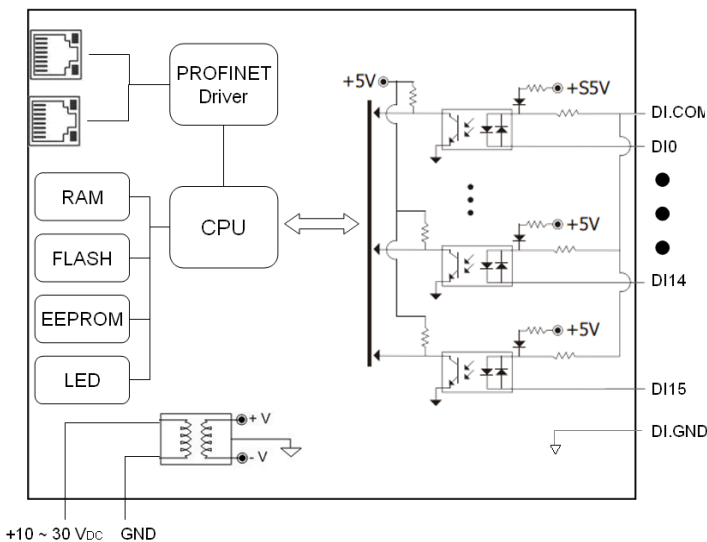 PROFINET
Driver
+5V
+S5V
DI.COM
DI0
RAM
CPU
+5V
FLASH
DI14
EEPROM
+5V
LED
DI15
+ V
DI.GND
- V
+10 ~ 30 VDC
GND